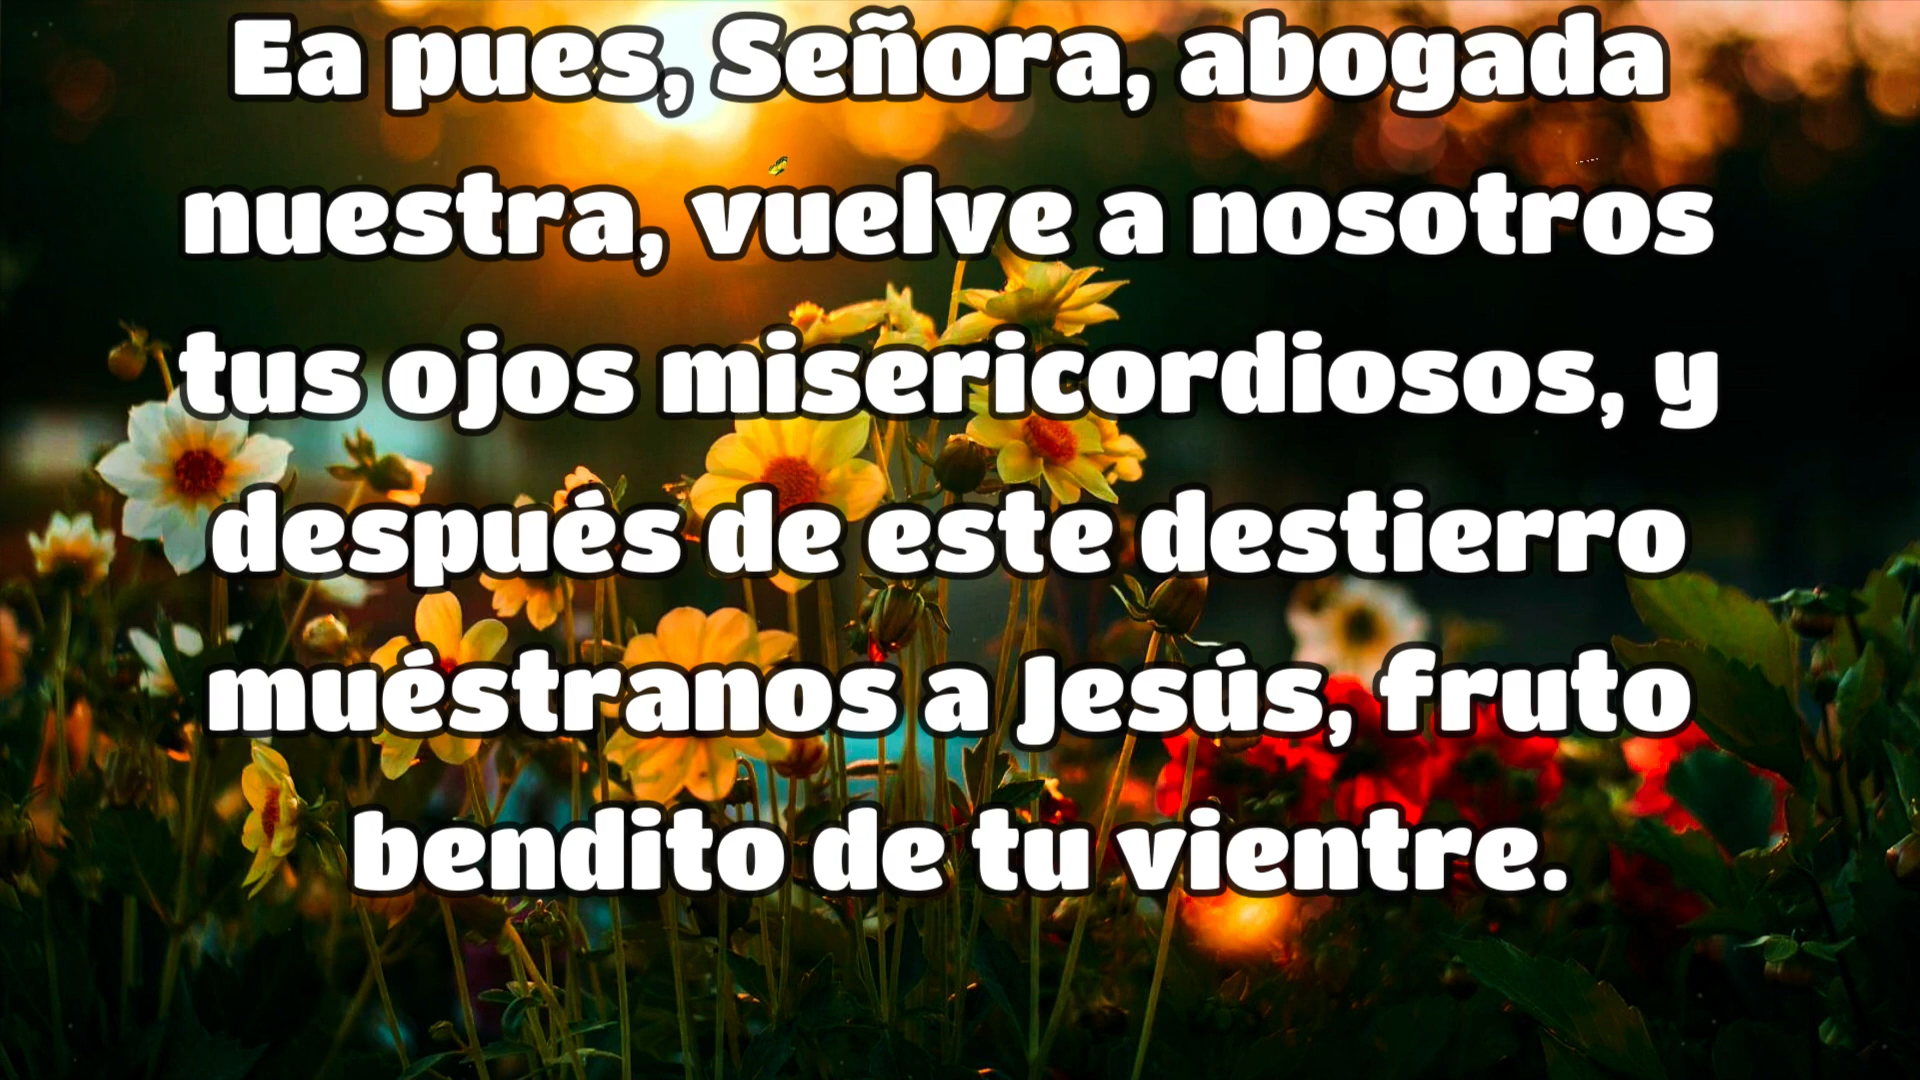 Ea pues, Señora, abogada
nuestra, vuelve a nosotros
tus ojos misericordiosos, y
después de este destierro
muéstranos a Jesús, fruto
bendito de tu vientre.